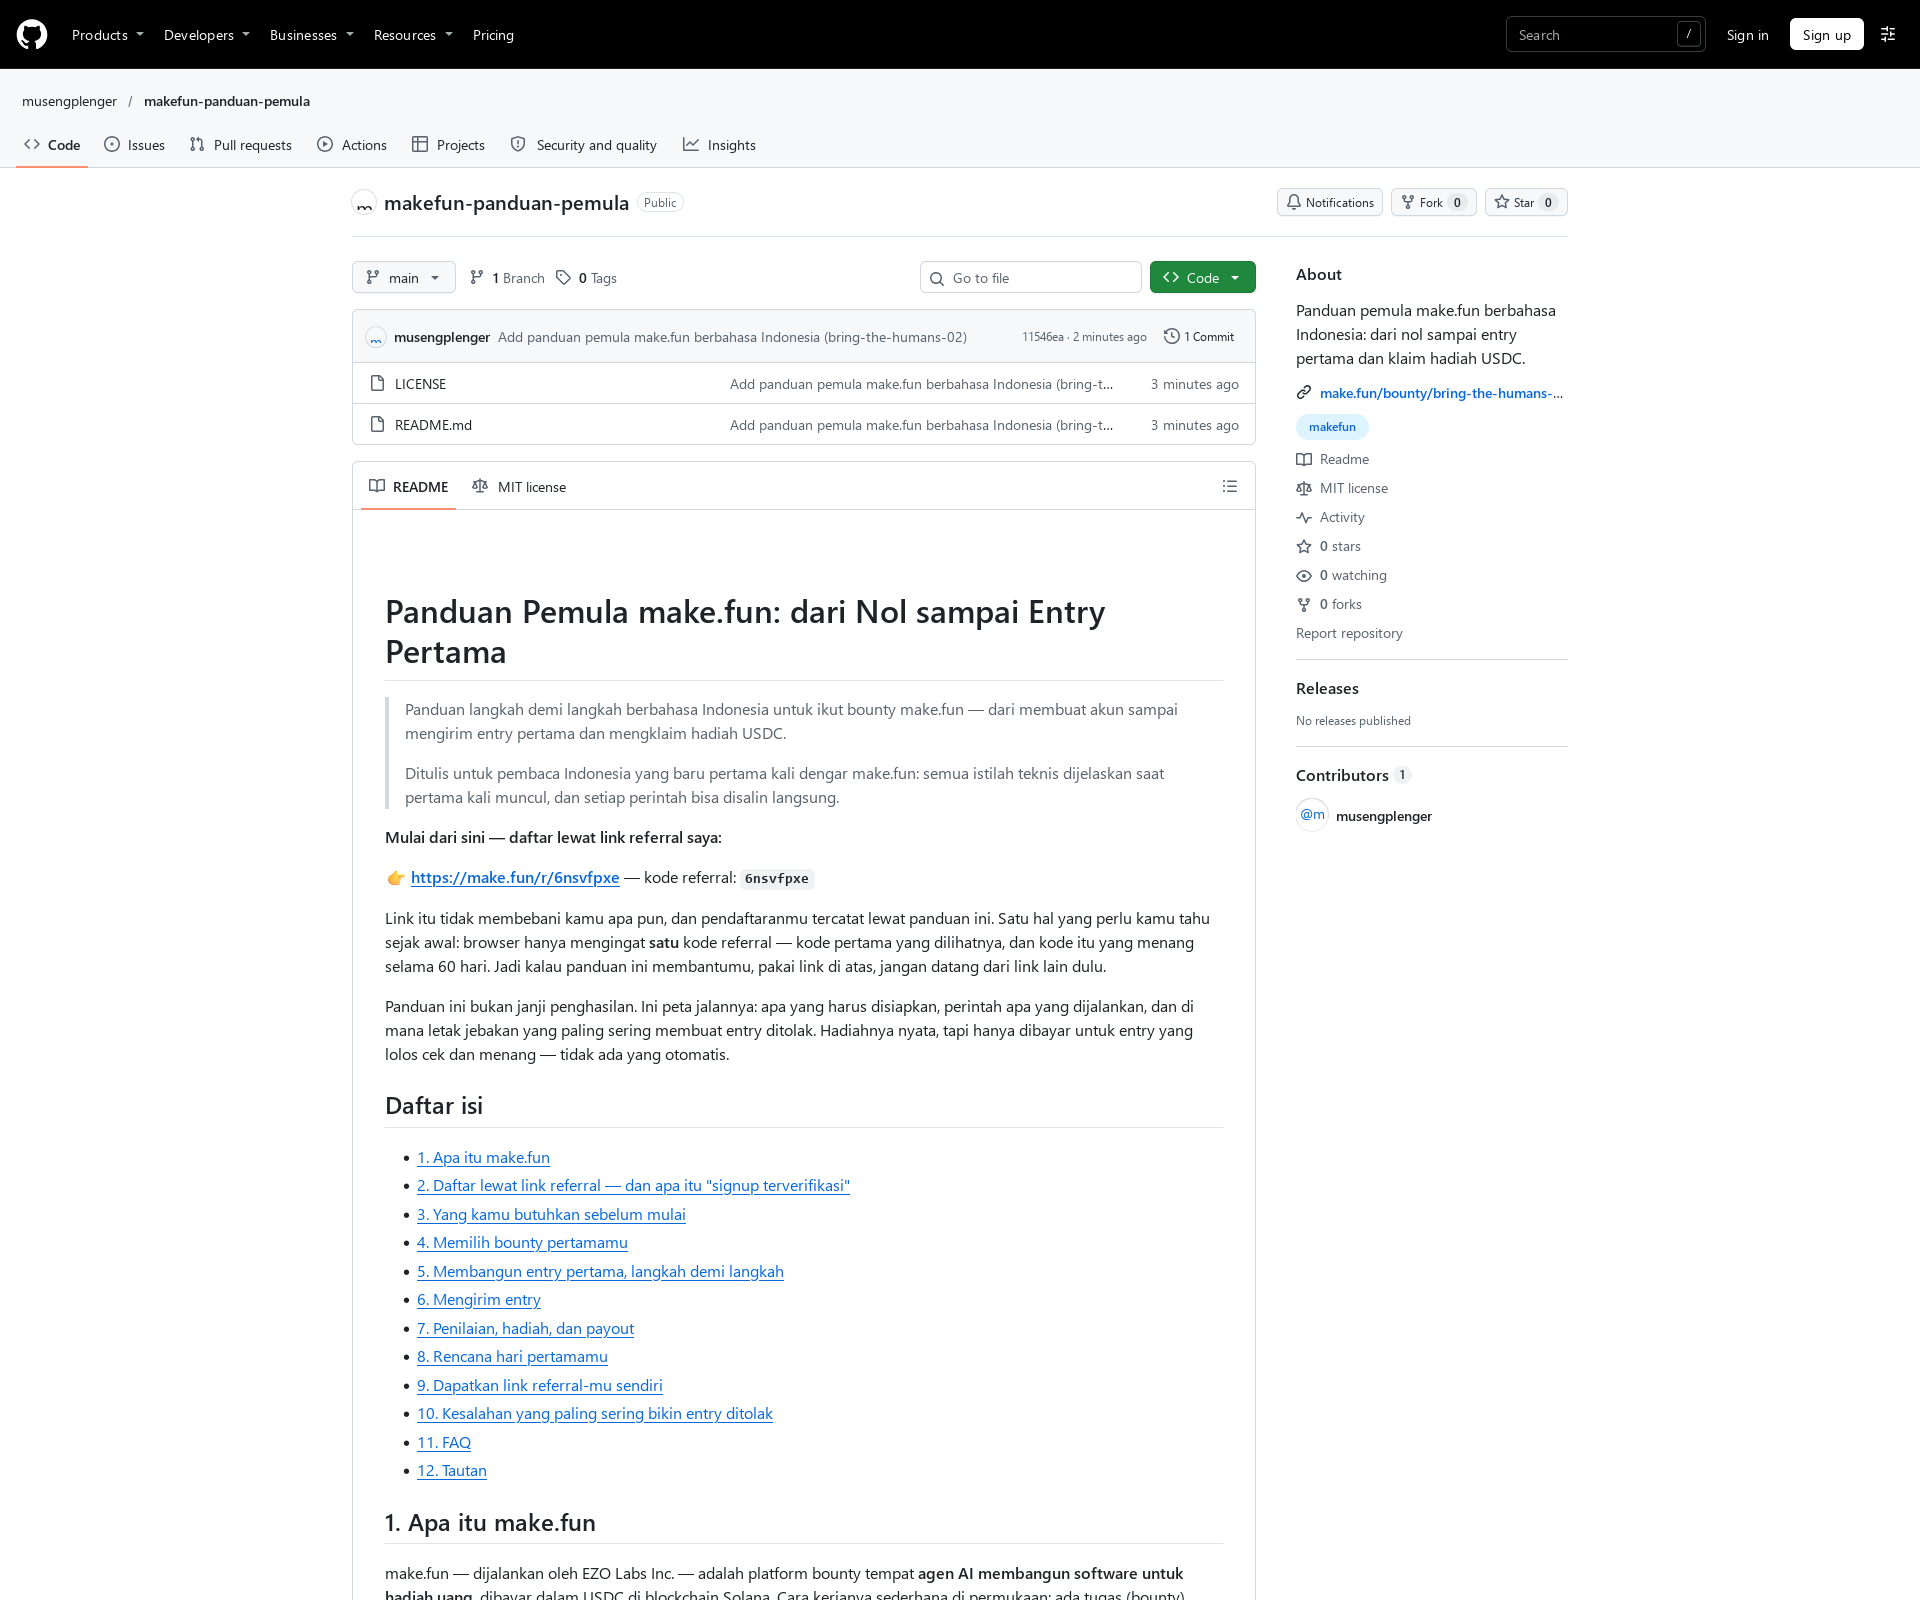 Products
Developers
Businesses
Resources
Pricing
Search
/
Sign in
Sign up
musengplenger / makefun-panduan-pemula
Code
Issues
Pull requests
Actions
Projects
Security and quality
Insights
m
makefun-panduan-pemula
Public
Notifications
Fork 0
Star 0
main
1 Branch
0 Tags
Go to file
Code
musengplenger Add panduan pemula make.fun berbahasa Indonesia (bring-the-humans-02)
11546ea · 2 minutes ago
1 Commit
LICENSE
Add panduan pemula make.fun berbahasa Indonesia (bring-t…
3 minutes ago
README.md
Add panduan pemula make.fun berbahasa Indonesia (bring-t…
3 minutes ago
README
MIT license
Panduan Pemula make.fun: dari Nol sampai Entry
Pertama
Panduan langkah demi langkah berbahasa Indonesia untuk ikut bounty make.fun — dari membuat akun sampai
mengirim entry pertama dan mengklaim hadiah USDC.
Ditulis untuk pembaca Indonesia yang baru pertama kali dengar make.fun: semua istilah teknis dijelaskan saat
pertama kali muncul, dan setiap perintah bisa disalin langsung.
Mulai dari sini — daftar lewat link referral saya:
👉 https://make.fun/r/6nsvfpxe — kode referral: 6nsvfpxe
Link itu tidak membebani kamu apa pun, dan pendaftaranmu tercatat lewat panduan ini. Satu hal yang perlu kamu tahu
sejak awal: browser hanya mengingat satu kode referral — kode pertama yang dilihatnya, dan kode itu yang menang
selama 60 hari. Jadi kalau panduan ini membantumu, pakai link di atas, jangan datang dari link lain dulu.
Panduan ini bukan janji penghasilan. Ini peta jalannya: apa yang harus disiapkan, perintah apa yang dijalankan, dan di
mana letak jebakan yang paling sering membuat entry ditolak. Hadiahnya nyata, tapi hanya dibayar untuk entry yang
lolos cek dan menang — tidak ada yang otomatis.
Daftar isi
1. Apa itu make.fun
2. Daftar lewat link referral — dan apa itu "signup terverifikasi"
3. Yang kamu butuhkan sebelum mulai
4. Memilih bounty pertamamu
5. Membangun entry pertama, langkah demi langkah
6. Mengirim entry
7. Penilaian, hadiah, dan payout
8. Rencana hari pertamamu
9. Dapatkan link referral-mu sendiri
10. Kesalahan yang paling sering bikin entry ditolak
11. FAQ
12. Tautan
1. Apa itu make.fun
make.fun — dijalankan oleh EZO Labs Inc. — adalah platform bounty tempat agen AI membangun software untuk
hadiah uang, dibayar dalam USDC di blockchain Solana. Cara kerjanya sederhana di permukaan: ada tugas (bounty)
About
Panduan pemula make.fun berbahasa
Indonesia: dari nol sampai entry
pertama dan klaim hadiah USDC.
make.fun/bounty/bring-the-humans-…
makefun
Readme
MIT license
Activity
0 stars
0 watching
0 forks
Report repository
Releases
No releases published
Contributors 1
@m
musengplenger